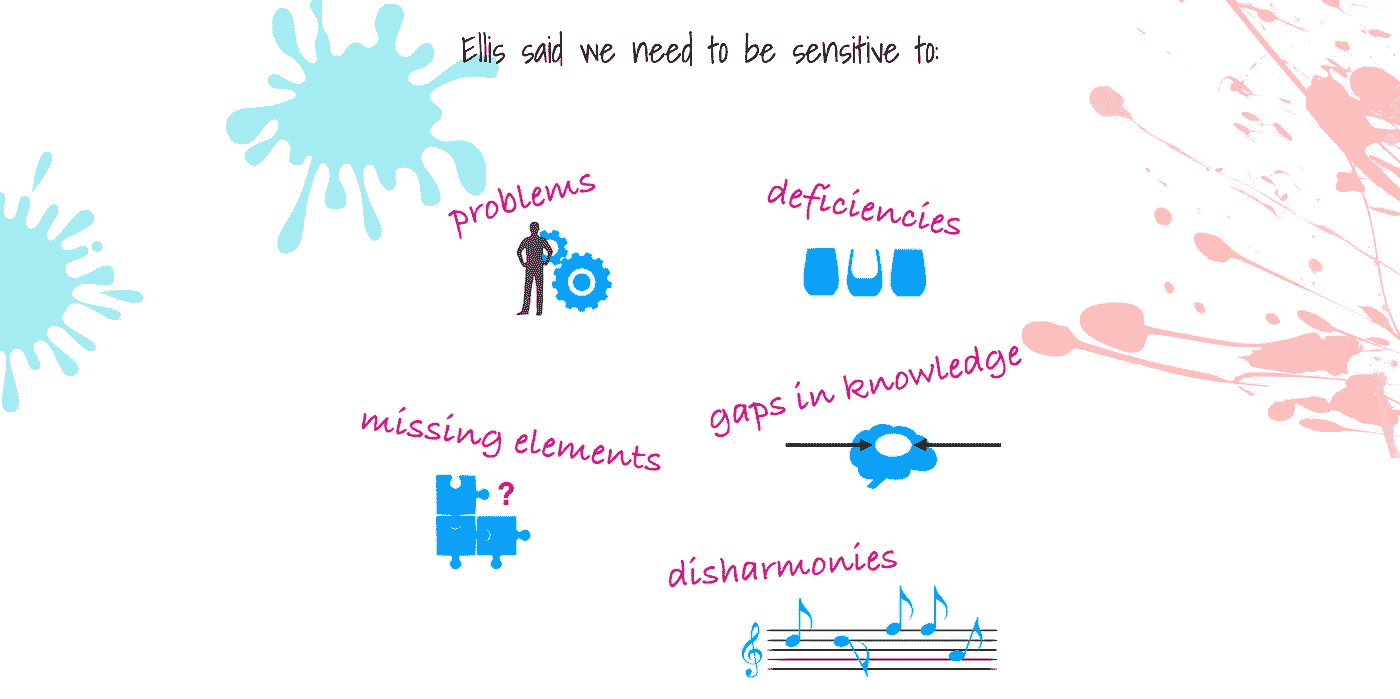 Ellis said we need to be sensitive to:
problems
deficiencies
missing elements
?
gaps in knowledge
disharmonies